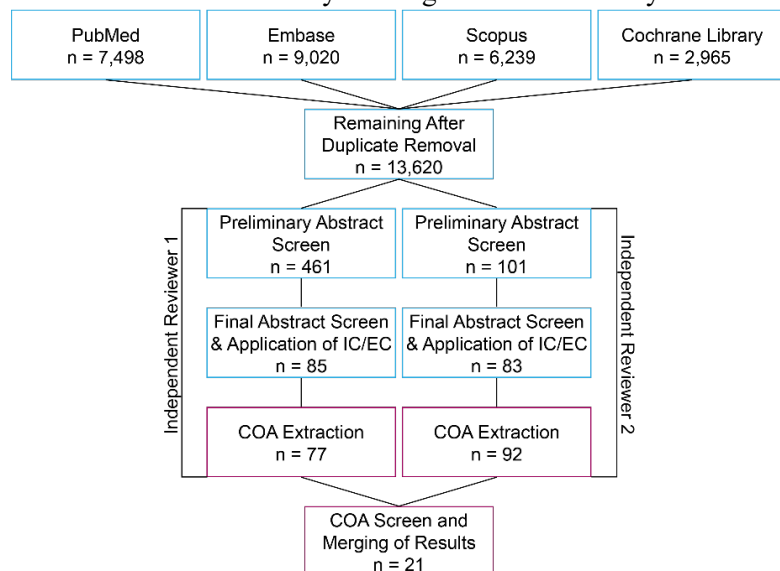 PubMed
n = 7,498
Embase
n = 9,020
Scopus
n = 6,239
Cochrane Library
n = 2,965
Remaining After
Duplicate Removal
n = 13,620
Independent Reviewer 1
Preliminary Abstract
Screen
n = 461
Preliminary Abstract
Screen
n = 101
Independent Reviewer 2
Final Abstract Screen
& Application of IC/EC
n = 85
Final Abstract Screen
& Application of IC/EC
n = 83
COA Extraction
n = 77
COA Extraction
n = 92
COA Screen and
Merging of Results
n = 21